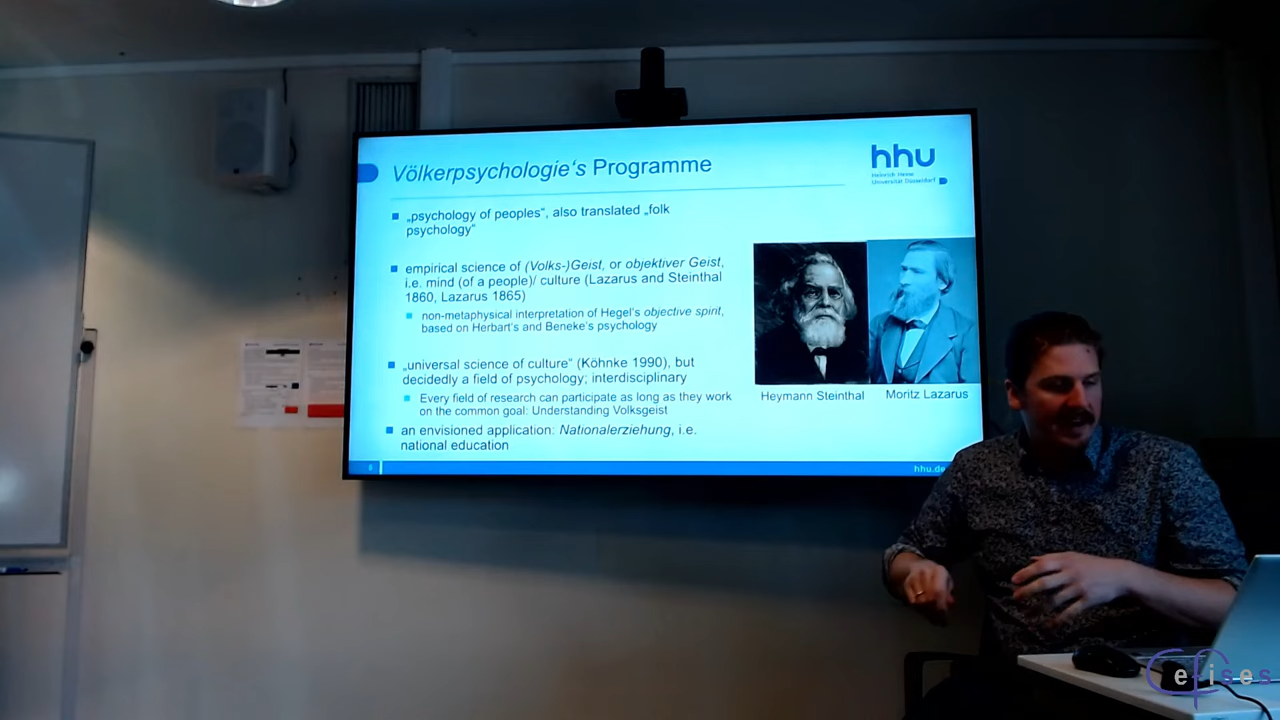 Völkerpsychologie‘s Programme
hhu
Heinrich Heine
Universität Düsseldorf
„psychology of peoples“, also translated „folk
psychology“
empirical science of (Volks-)Geist, or objektiver Geist,
i.e. mind (of a people)/ culture (Lazarus and Steinthal
1860, Lazarus 1865)
non-metaphysical interpretation of Hegel's objective spirit,
based on Herbart's and Beneke's psychology
„universal science of culture“ (Köhnke 1990), but
decidedly a field of psychology; interdisciplinary
Every field of research can participate as long as they work
on the common goal: Understanding Volksgeist
an envisioned application: Nationalerziehung, i.e.
national education
Heymann Steinthal
Moritz Lazarus
6
hhu.de
Cefises